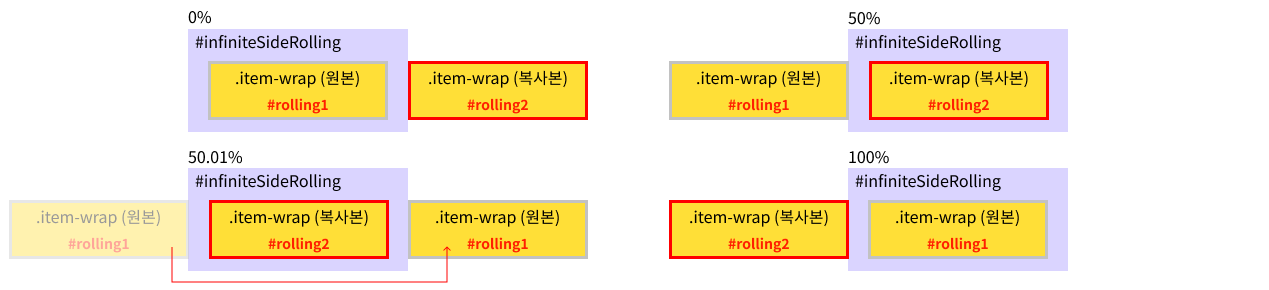 0%
#infiniteSideRolling
.item-wrap (원본)
#rolling1
.item-wrap (복사본)
#rolling2
50%
#infiniteSideRolling
.item-wrap (원본)
#rolling1
.item-wrap (복사본)
#rolling2
50.01%
#infiniteSideRolling
.item-wrap (원본)
#rolling1
.item-wrap (복사본)
#rolling2
.item-wrap (원본)
#rolling1
100%
#infiniteSideRolling
.item-wrap (복사본)
#rolling2
.item-wrap (원본)
#rolling1